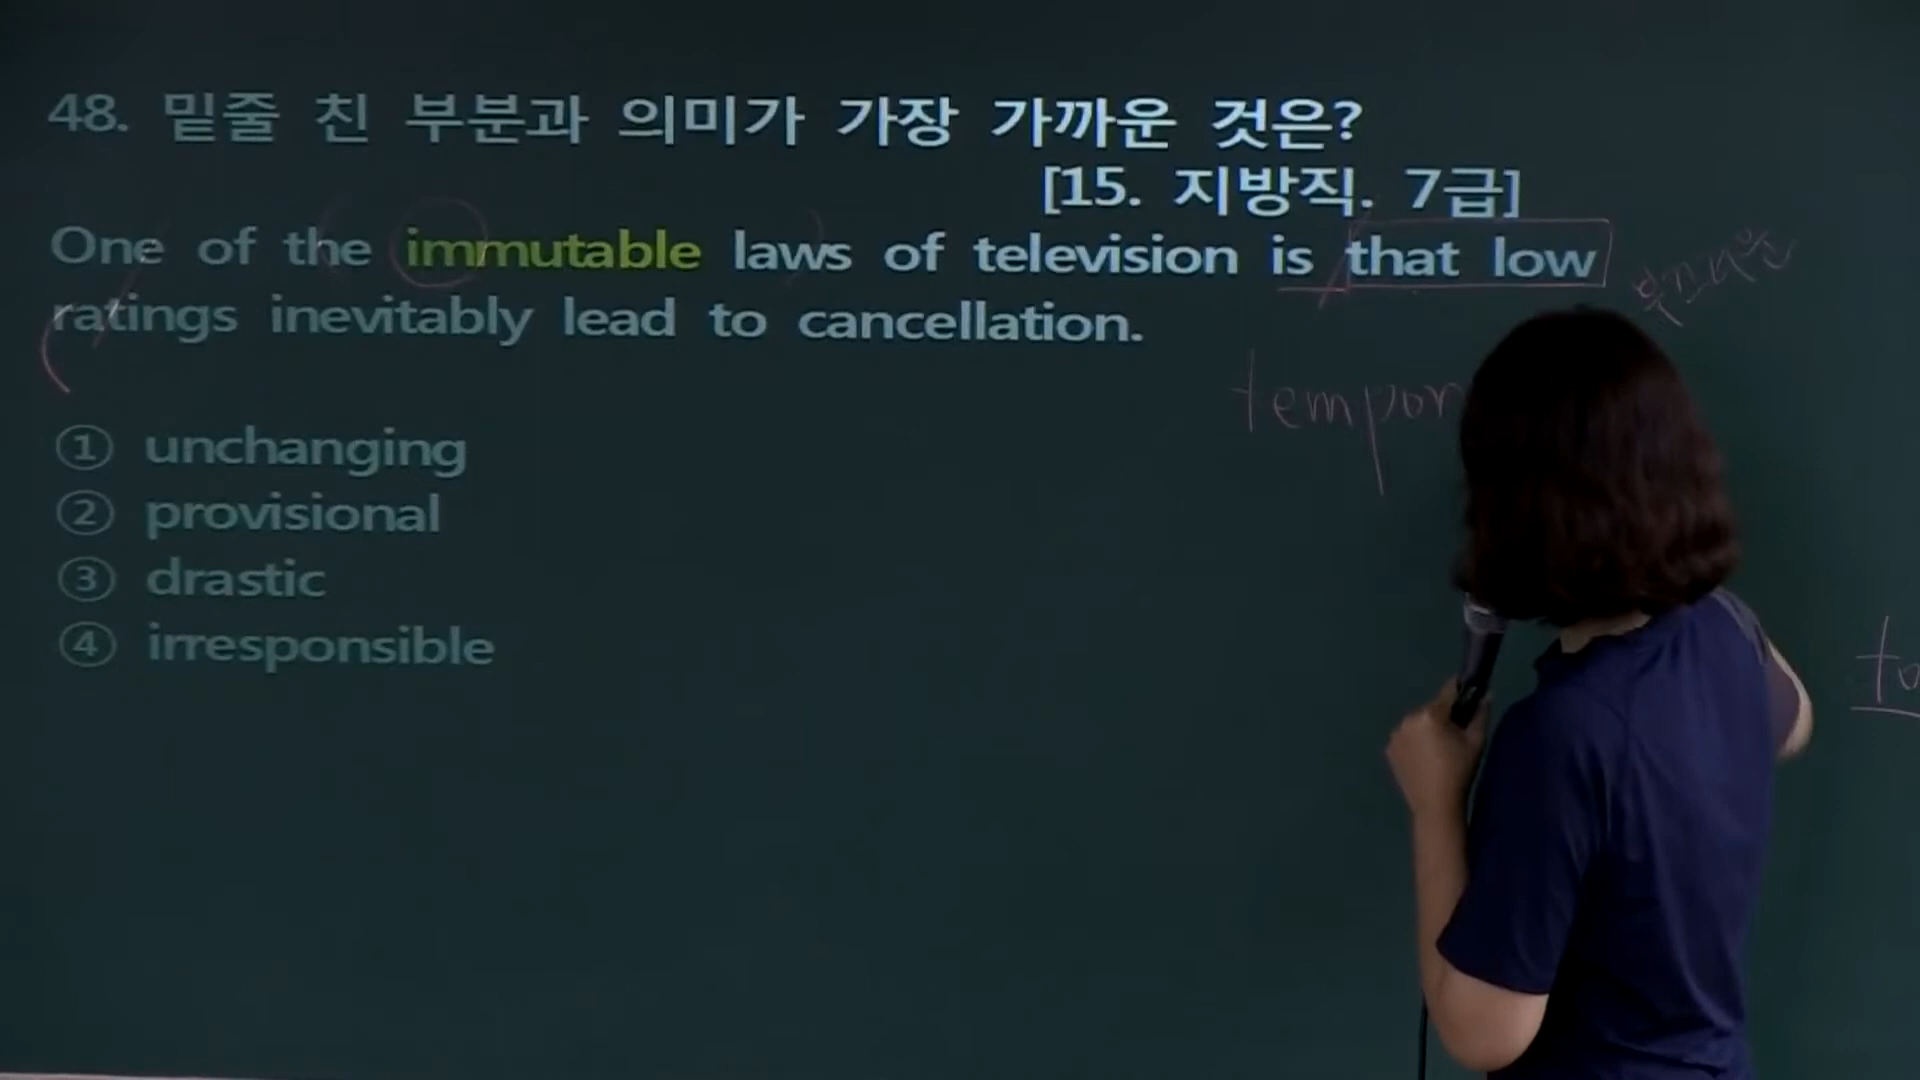 48. 밑줄 친 부분과 의미가 가장 가까운 것은?
[15. 지방직. 7급]
One of the immutable laws of television is that low
ratings inevitably lead to cancellation.
① unchanging
② provisional
③ drastic
④ irresponsible